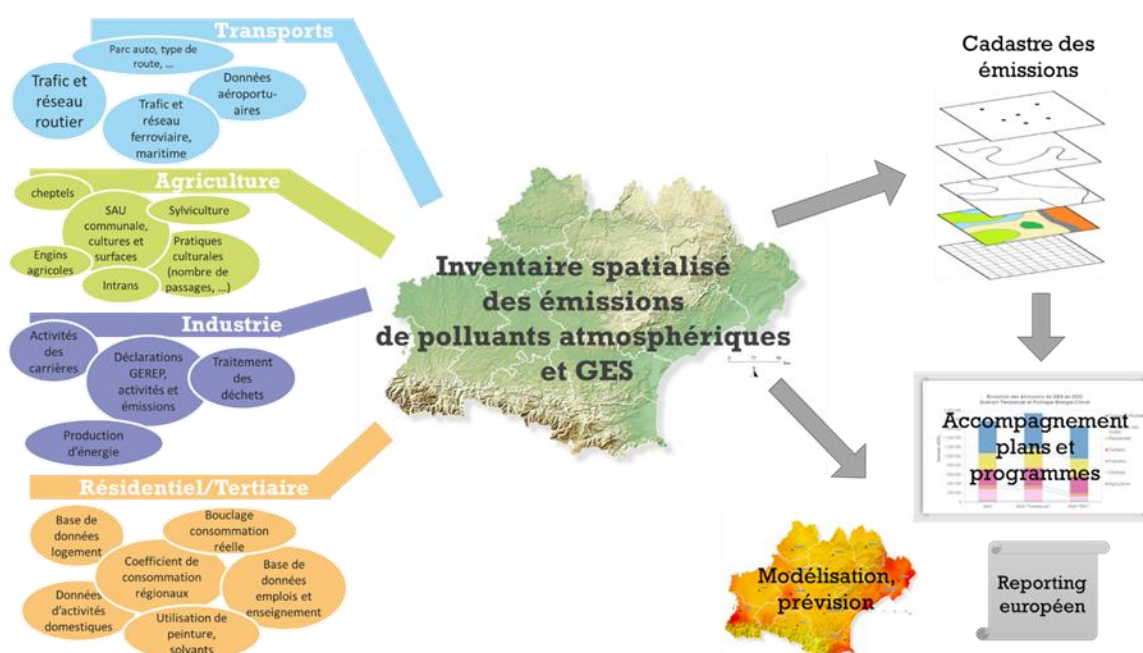 Transports
Parc auto, type de
route, ...
Trafic et
réseau
routier
Données
aéroportu-
aires
Trafic et
réseau
ferroviaire,
maritime
Agriculture
cheptels
SAU
communale,
cultures et
surfaces
Sylviculture
Engins
agricoles
Pratiques
culturales
(nombre de
passages, ...)
Intrans
Industrie
Activités
des
carrières
Déclarations
GEREP,
activités et
émissions
Traitement
des
déchets
Production
d'énergie
Résidentiel/Tertiaire
Base de
données
logement
Bouclage
consommation
réelle
Coefficient de
consommation
régionaux
Base de
données
emplois et
enseignement
Données
d'activités
domestiques
Utilisation de
peinture,
solvants
Inventaire spatialisé
des émissions
de polluants atmosphériques
et GES
Cadastre des
émissions
Accompagnement
plans et
programmes
Modélisation,
prévision
Reporting
européen